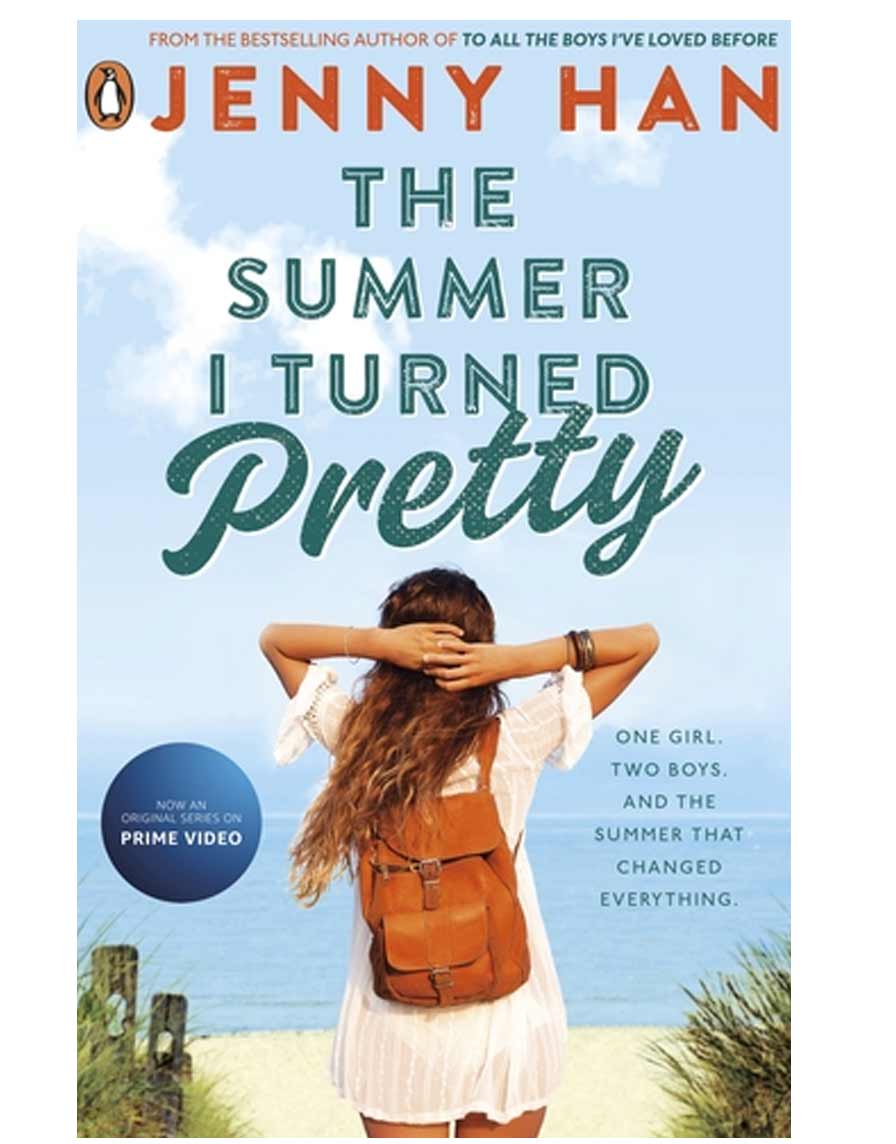 FROM THE BESTSELLING AUTHOR OF TO ALL THE BOYS I'VE LOVED BEFORE
JENNY HAN
THE
SUMMER
I TURNED
Pretty
ONE GIRL.
TWO BOYS.
AND THE
SUMMER THAT
CHANGED
EVERYTHING.
NOW AN
ORIGINAL SERIES ON
PRIME VIDEO